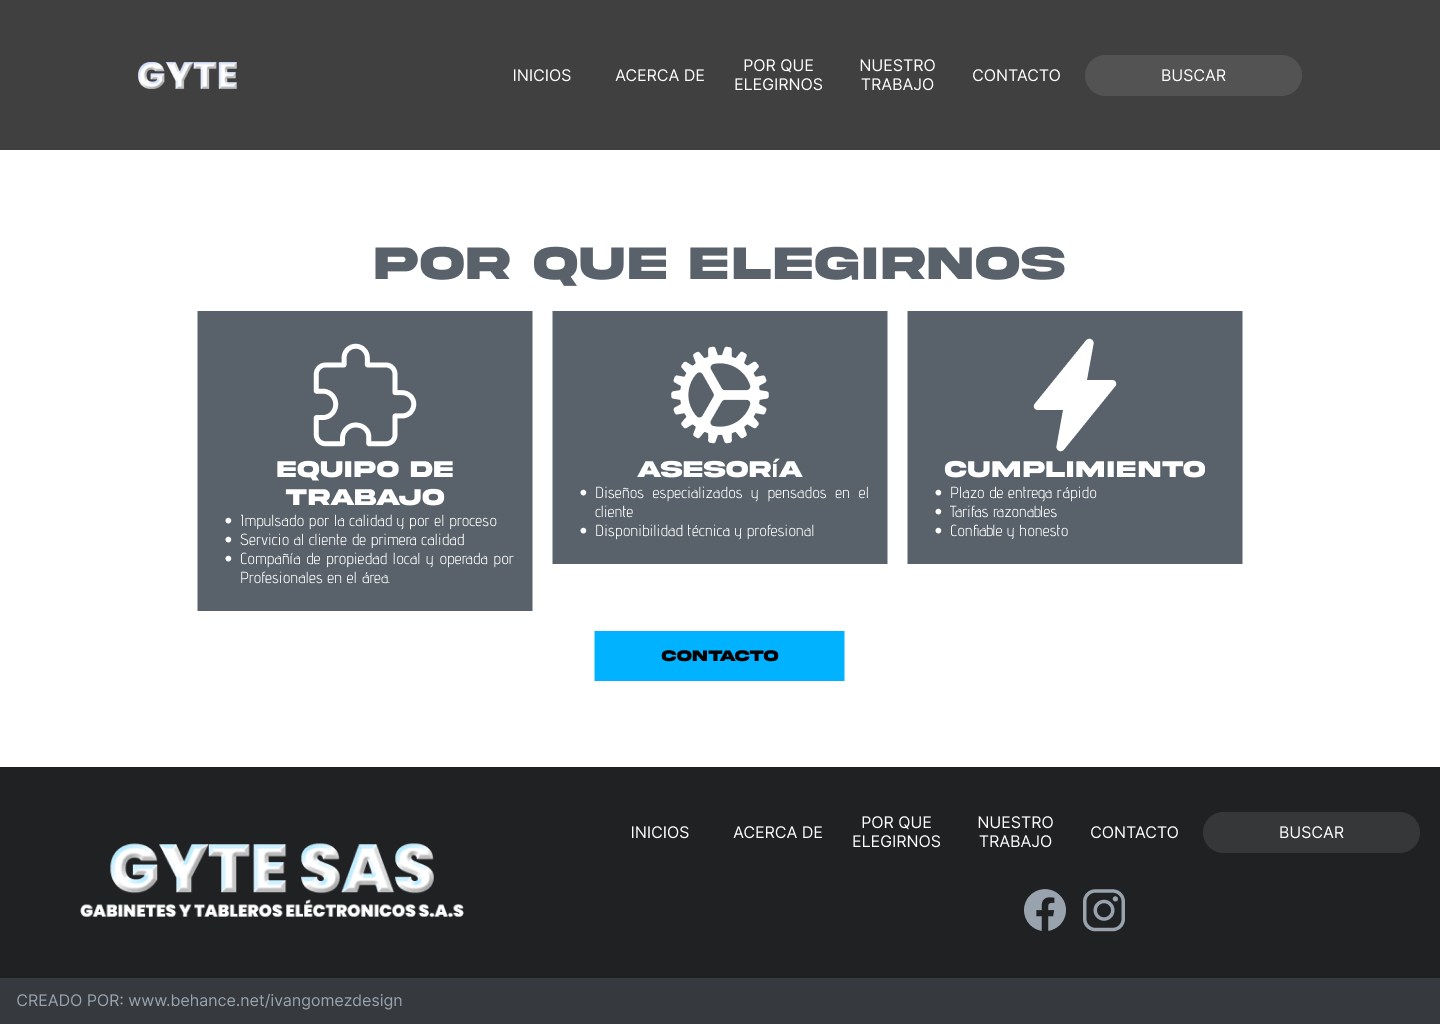 GYTE
INICIOS
ACERCA DE
POR QUE
ELEGIRNOS
NUESTRO
TRABAJO
CONTACTO
BUSCAR
POR QUE ELEGIRNOS
EQUIPO DE
TRABAJO
• Impulsado por la calidad y por el proceso
• Servicio al cliente de primera calidad
• Compañía de propiedad local y operada por
Profesionales en el área.
ASESORÍA
• Diseños especializados y pensados en el
cliente
• Disponibilidad técnica y profesional
CUMPLIMIENTO
• Plazo de entrega rápido
• Tarifas razonables
• Confiable y honesto
CONTACTO
GYTE SAS
GABINETES Y TABLEROS ELÉCTRONICOS S.A.S
INICIOS
ACERCA DE
POR QUE
ELEGIRNOS
NUESTRO
TRABAJO
CONTACTO
BUSCAR
CREADO POR: www.behance.net/ivangomezdesign